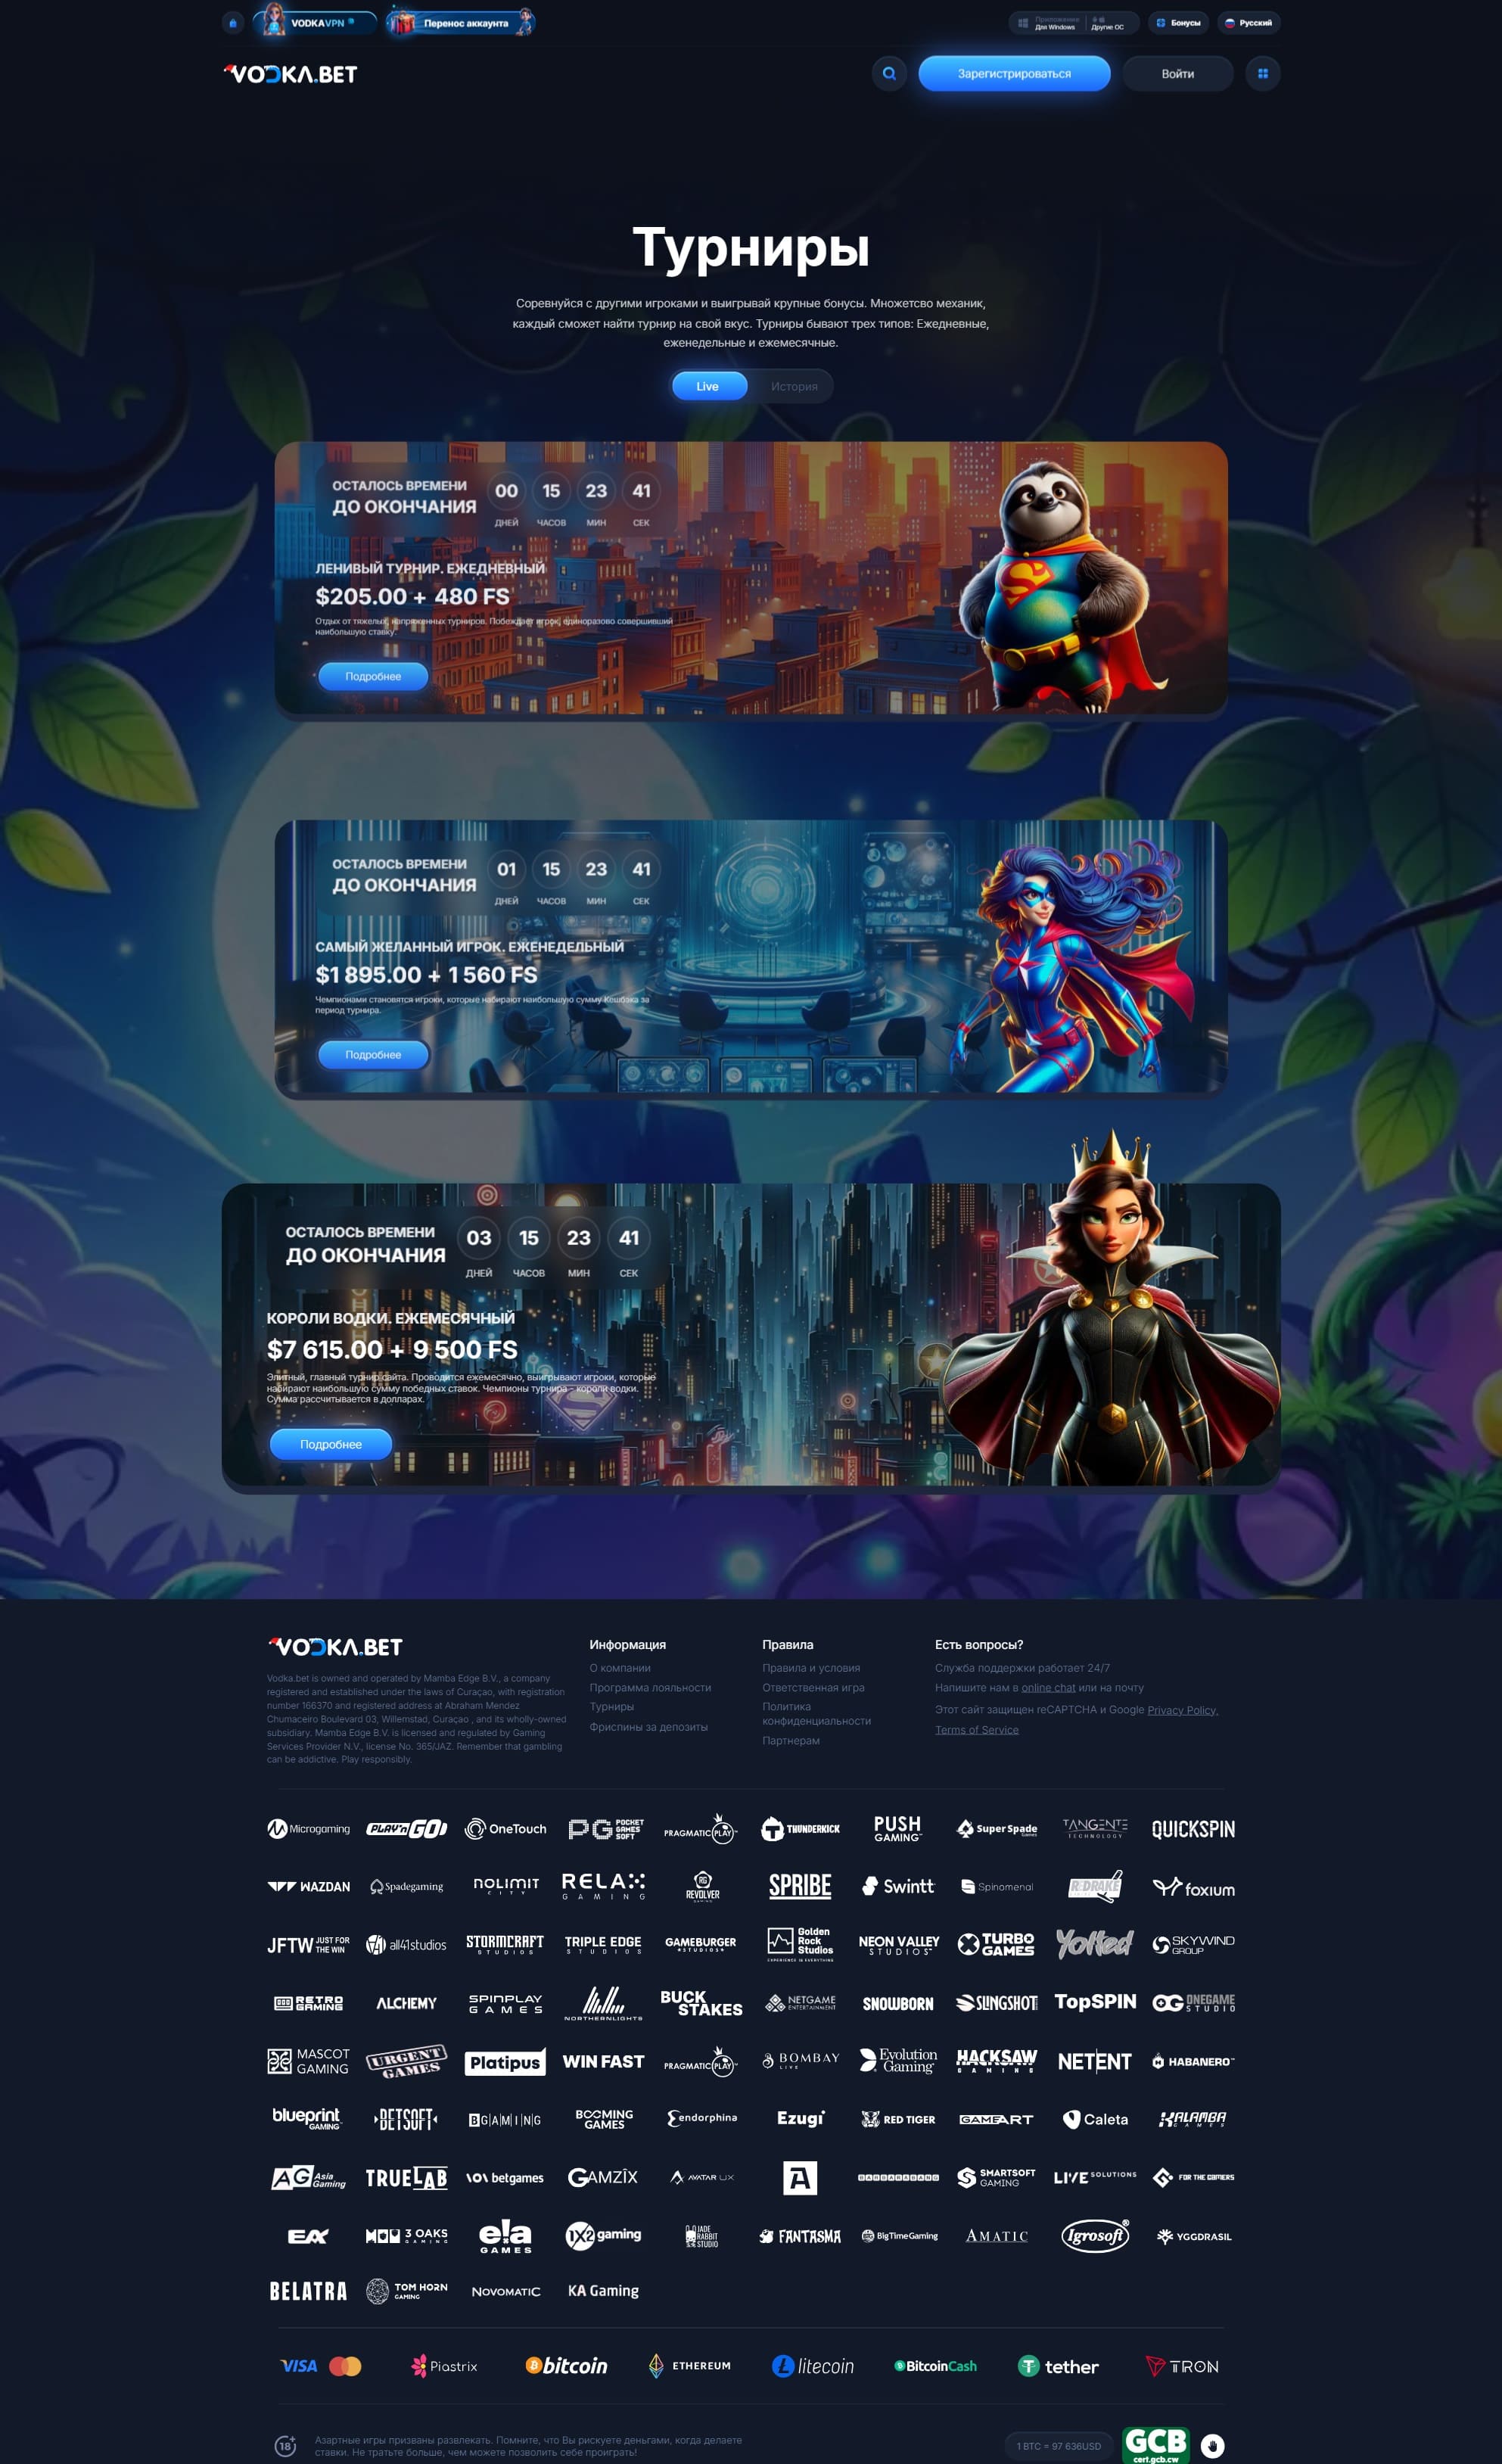 VODKAVPN
Перенос аккаунта
Приложение
Для Windows
Другие ОС
Бонусы
Русский
VODKA.BET
Зарегистрироваться
Войти
Турниры
Соревнуйся с другими игроками и выигрывай крупные бонусы. Множетсво механик,
каждый сможет найти турнир на свой вкус. Турниры бывают трех типов: Ежедневные,
еженедельные и ежемесячные.
Live
История
ОСТАЛОСЬ ВРЕМЕНИ
ДО ОКОНЧАНИЯ
00 15 23 41
ДНЕЙ ЧАСОВ МИН СЕК
ЛЕНИВЫЙ ТУРНИР. ЕЖЕДНЕВНЫЙ
$205.00 + 480 FS
Отдых от тяжелых, напряженных турниров. Побеждает игрок, единоразово совершивший
наибольшую ставку.
Подробнее
ОСТАЛОСЬ ВРЕМЕНИ
ДО ОКОНЧАНИЯ
01 15 23 41
ДНЕЙ ЧАСОВ МИН СЕК
САМЫЙ ЖЕЛАННЫЙ ИГРОК. ЕЖЕНЕДЕЛЬНЫЙ
$1 895.00 + 1 560 FS
Чемпионами становятся игроки, которые набирают наибольшую сумму Кешбэка за
период турнира.
Подробнее
ОСТАЛОСЬ ВРЕМЕНИ
ДО ОКОНЧАНИЯ
03 15 23 41
ДНЕЙ ЧАСОВ МИН СЕК
КОРОЛИ ВОДКИ. ЕЖЕМЕСЯЧНЫЙ
$7 615.00 + 9 500 FS
Элитный, главный турнир сайта. Проводится ежемесячно, выигрывают игроки, которые
набирают наибольшую сумму победных ставок. Чемпионы турнира - короли водки.
Сумма рассчитывается в долларах.
Подробнее
VODKA.BET
Vodka.bet is owned and operated by Mamba Edge B.V., a company
registered and established under the laws of Curaçao, with registration
number 166370 and registered address at Abraham Mendez
Chumaceiro Boulevard 03, Willemstad, Curaçao , and its wholly-owned
subsidiary. Mamba Edge B.V. is licensed and regulated by Gaming
Services Provider N.V., license No. 365/JAZ. Remember that gambling
can be addictive. Play responsibly.
Информация
О компании
Программа лояльности
Турниры
Фриспины за депозиты
Правила
Правила и условия
Ответственная игра
Политика
конфиденциальности
Партнерам
Есть вопросы?
Служба поддержки работает 24/7
Напишите нам в online chat или на почту
Этот сайт защищен reCAPTCHA и Google Privacy Policy,
Terms of Service
Microgaming PLAY'n GO OneTouch PG POCKET GAMES SOFT PRAGMATIC PLAY THUNDERKICK PUSH GAMING Super Spade Games TANGENTE TECHNOLOGY QUICKSPIN
WAZDAN Spadegaming NOLIMIT CITY RELAX GAMING REVOLVER GAMING SPRIBE Swintt Spinomenal REDRAKE foxium
JFTW JUST FOR THE WIN all41studios STORMCRAFT STUDIOS TRIPLE EDGE STUDIOS GAMEBURGER STUDIOS Golden Rock Studios EXPERIENCE IS EVERYTHING NEON VALLEY STUDIOS TURBO GAMES Yolted SKYWIND GROUP
RETRO GAMING ALCHEMY SPINPLAY GAMES NORTHERNLIGHTS BUCK STAKES NETGAME ENTERTAINMENT SNOWBORN SLINGSHOT TopSPIN OG ONEGAME STUDIO
MASCOT GAMING URGENT GAMES Platipus WIN FAST PRAGMATIC PLAY BOMBAY LIVE Evolution Gaming HACKSAW GAMING NETENT HABANERO
blueprint GAMING BETSOFT BGAMING BOOMING GAMES endorphina Ezugi RED TIGER GAMEART Caleta KALAMBA GAMES
AG Asia Gaming TRUELAB betgames GAMZIX AVATAR UX A SMARTSOFT GAMING LIVE SOLUTIONS FOR THE GAMERS
EA 3 OAKS GAMING ela GAMES 1X2 gaming JADE RABBIT STUDIO FANTASMA BigTimeGaming AMATIC Igrosoft YGGDRASIL
BELATRA TOM HORN GAMING NOVOMATIC KA Gaming
VISA Piastrix bitcoin ETHEREUM litecoin BitcoinCash tether TRON
18+
Азартные игры призваны развлекать. Помните, что Вы рискуете деньгами, когда делаете
ставки. Не тратьте больше, чем можете позволить себе проиграть!
1 BTC = 97 636USD
GCB
cert.gcb.cw